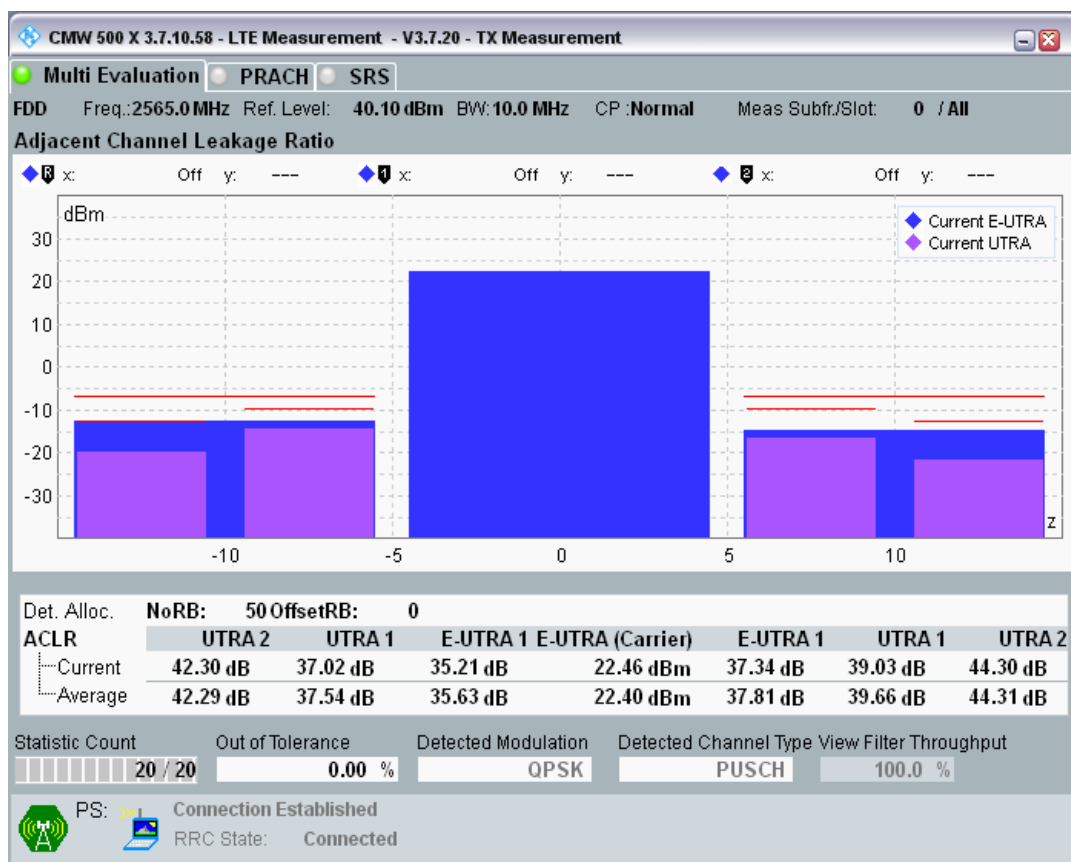 CMW 500 X 3.7.10.58 - LTE Measurement - V3.7.20 - TX Measurement
Multi Evaluation PRACH SRS
FDD Freq.:2565.0 MHz Ref. Level: 40.10 dBm BW:10.0 MHz CP :Normal Meas Subfr./Slot: 0 / All
Adjacent Channel Leakage Ratio
R x: Off y: --- 1 x: Off y: --- 2 x: Off y: ---
dBm
Current E-UTRA
Current UTRA
30
20
10
0
-10
-20
-30
z
-10 -5 0 5 10
Det. Alloc. NoRB: 50 OffsetRB: 0
ACLR UTRA 2 UTRA 1 E-UTRA 1 E-UTRA (Carrier) E-UTRA 1 UTRA 1 UTRA 2
Current 42.30 dB 37.02 dB 35.21 dB 22.46 dBm 37.34 dB 39.03 dB 44.30 dB
Average 42.29 dB 37.54 dB 35.63 dB 22.40 dBm 37.81 dB 39.66 dB 44.31 dB
Statistic Count Out of Tolerance Detected Modulation Detected Channel Type View Filter Throughput
20 / 20 0.00 % QPSK PUSCH 100.0 %
PS: Connection Established
RRC State: Connected